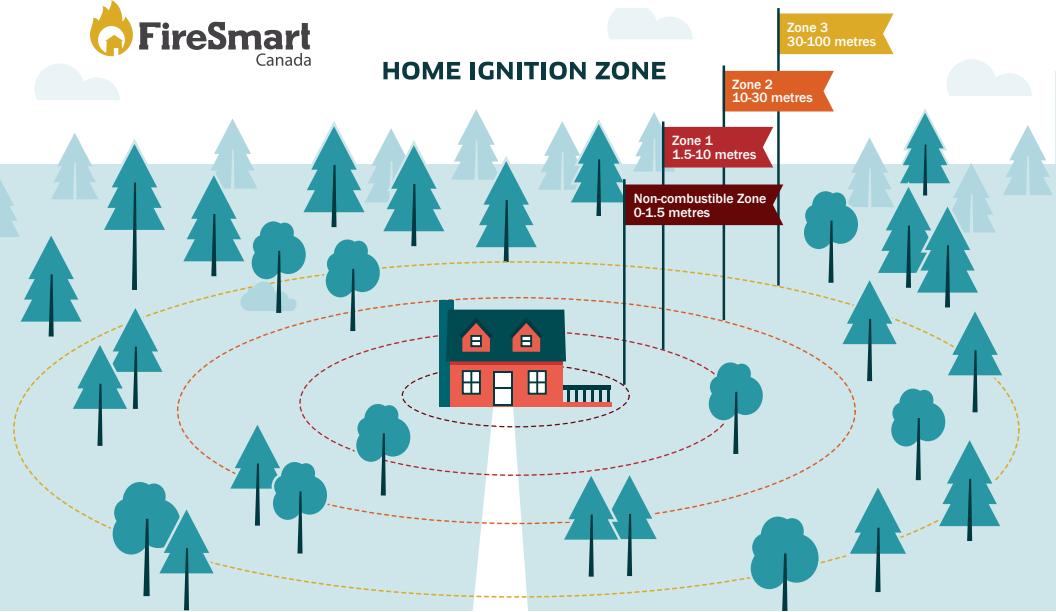 FireSmart
Canada
HOME IGNITION ZONE
Zone 3
30-100 metres
Zone 2
10-30 metres
Zone 1
1.5-10 metres
Non-combustible Zone
0-1.5 metres